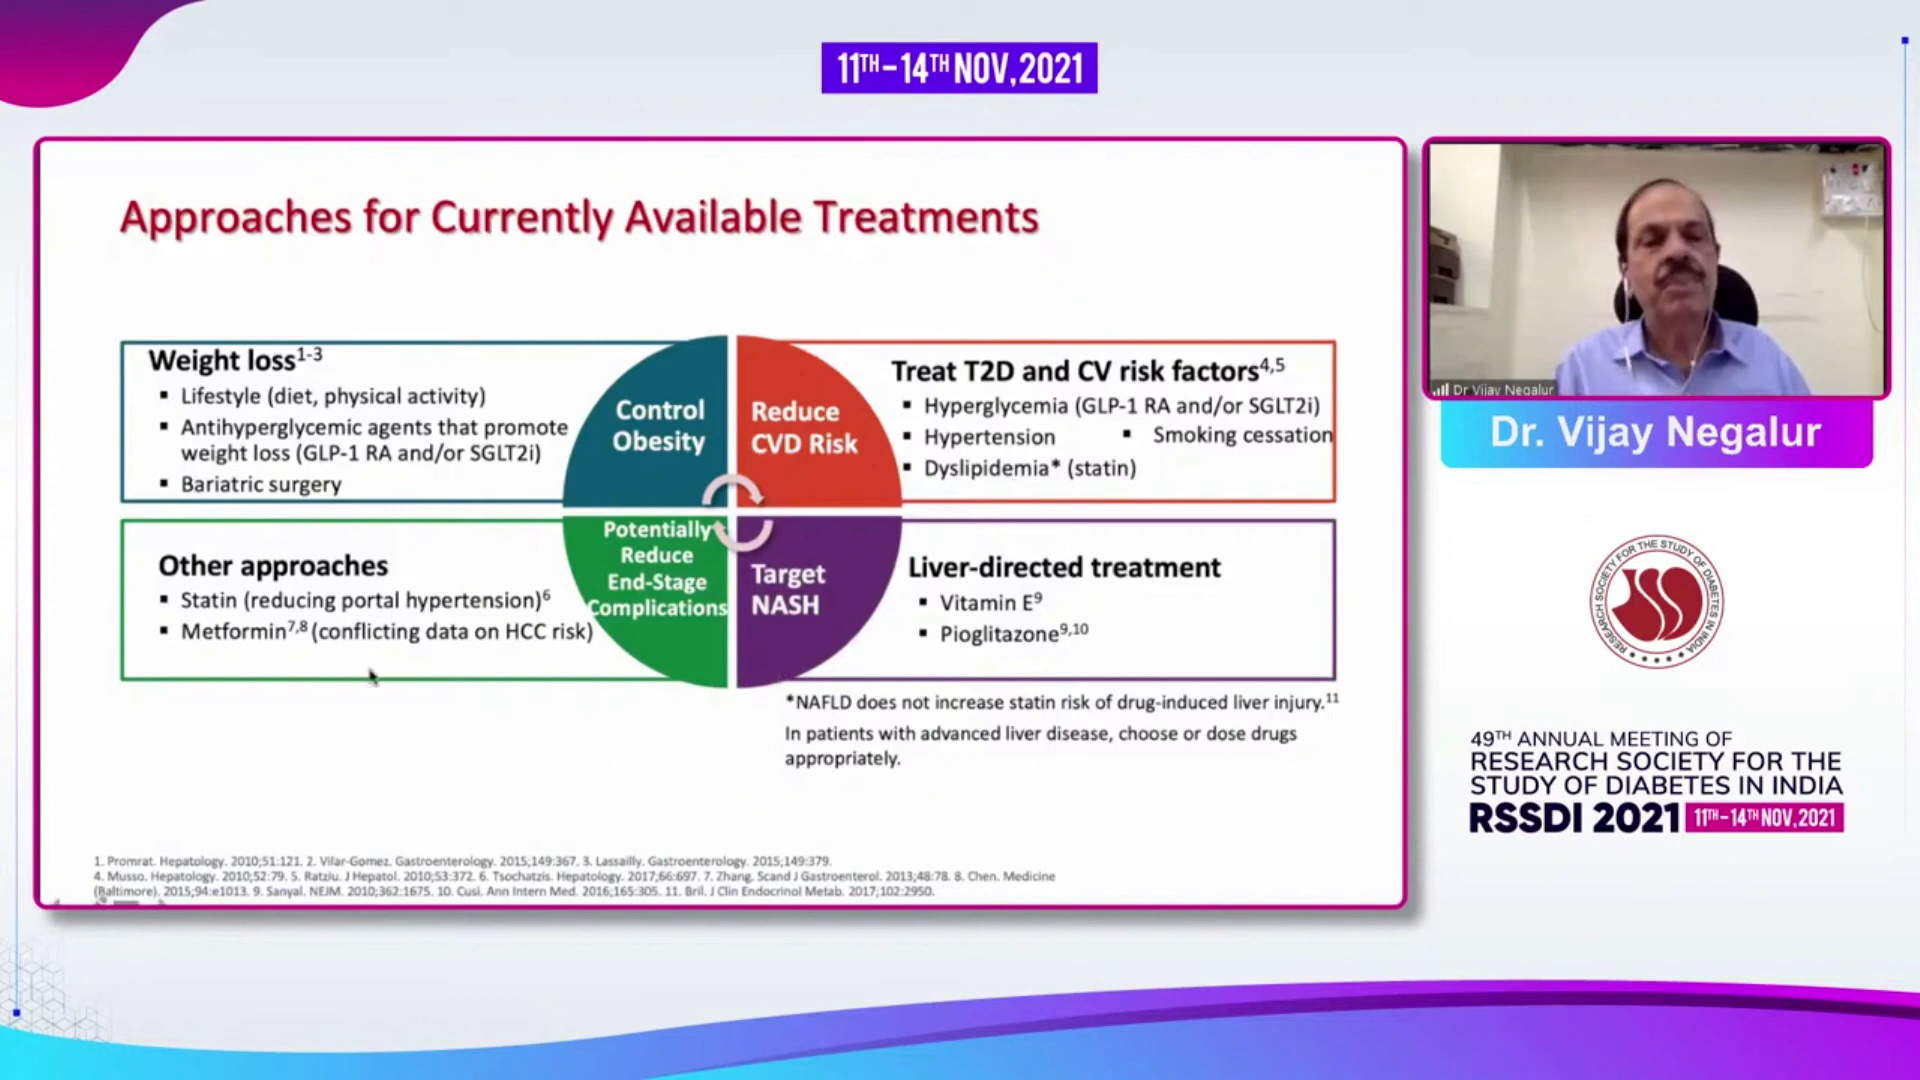 11TH-14TH NOV, 2021
Approaches for Currently Available Treatments
Weight loss1-3
▪ Lifestyle (diet, physical activity)
▪ Antihyperglycemic agents that promote
weight loss (GLP-1 RA and/or SGLT2i)
▪ Bariatric surgery
Control
Obesity
Reduce
CVD Risk
Treat T2D and CV risk factors4,5
▪ Hyperglycemia (GLP-1 RA and/or SGLT2i)
▪ Hypertension ▪ Smoking cessation
▪ Dyslipidemia* (statin)
Other approaches
▪ Statin (reducing portal hypertension)6
▪ Metformin7,8 (conflicting data on HCC risk)
Potentially
Reduce
End-Stage
Complications
Target
NASH
Liver-directed treatment
▪ Vitamin E9
▪ Pioglitazone9,10
*NAFLD does not increase statin risk of drug-induced liver injury.11
In patients with advanced liver disease, choose or dose drugs
appropriately.
1. Promrat. Hepatology. 2010;51:121. 2. Vilar-Gomez. Gastroenterology. 2015;149:367. 3. Lassailly. Gastroenterology. 2015;149:379.
4. Musso. Hepatology. 2010;52:79. 5. Ratziu. J Hepatol. 2010;53:372. 6. Tsochatzis. Hepatology. 2017;66:697. 7. Zhang. Scand J Gastroenterol. 2013;48:78. 8. Chen. Medicine
(Baltimore). 2015;94:e1013. 9. Sanyal. NEJM. 2010;362:1675. 10. Cusi. Ann Intern Med. 2016;165:305. 11. Bril. J Clin Endocrinol Metab. 2017;102:2950.
Dr Vijay Negalur
Dr. Vijay Negalur
RESEARCH SOCIETY FOR THE STUDY OF DIABETES IN INDIA
49TH ANNUAL MEETING OF
RESEARCH SOCIETY FOR THE
STUDY OF DIABETES IN INDIA
RSSDI 2021 11TH-14TH NOV, 2021